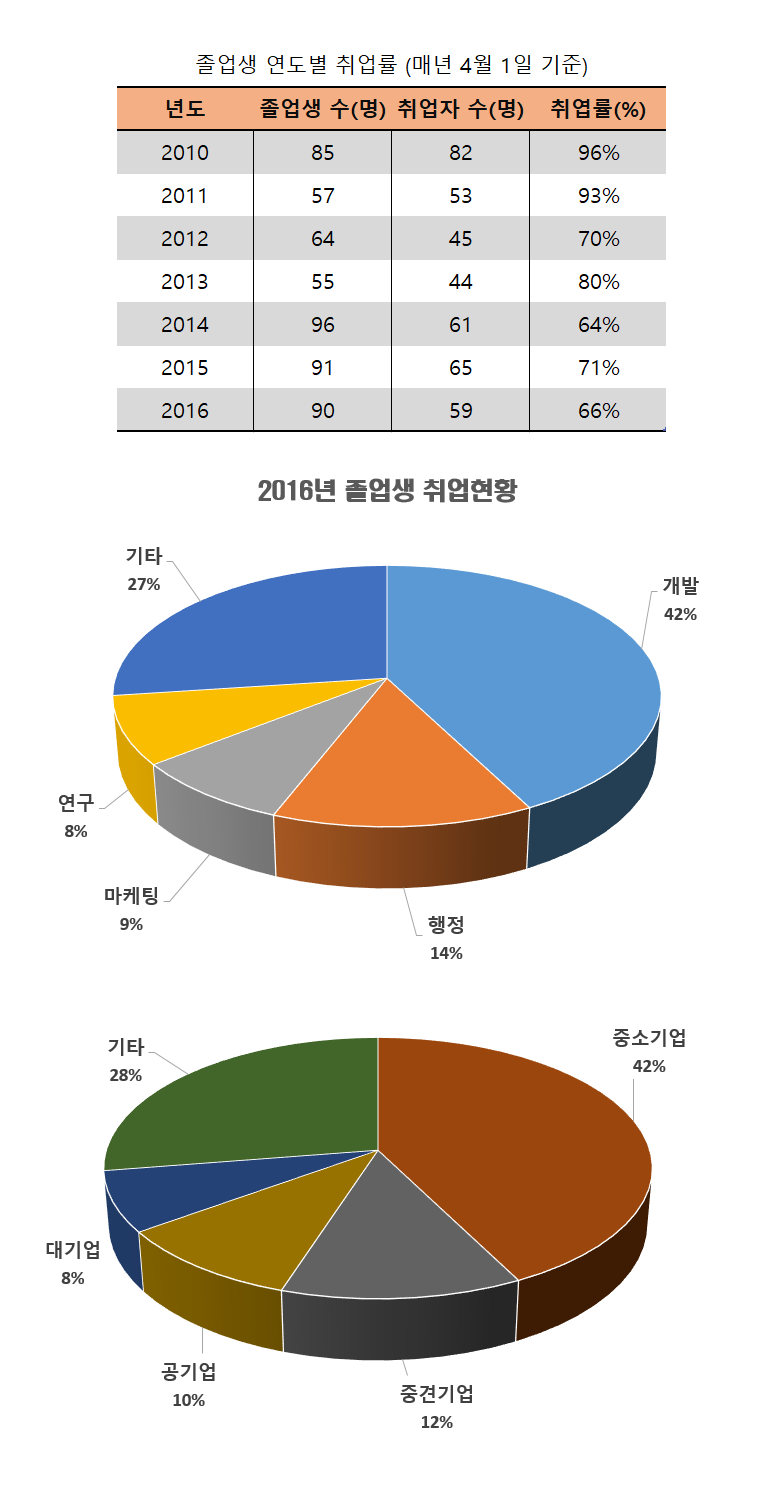 졸업생 연도별 취업률 (매년 4월 1일 기준)
년도 졸업생 수(명) 취업자 수(명) 취엽률(%)
2010 85 82 96%
2011 57 53 93%
2012 64 45 70%
2013 55 44 80%
2014 96 61 64%
2015 91 65 71%
2016 90 59 66%
2016년 졸업생 취업현황
기타
27%
개발
42%
연구
8%
마케팅
9%
행정
14%
중소기업
42%
기타
28%
대기업
8%
공기업
10%
중견기업
12%